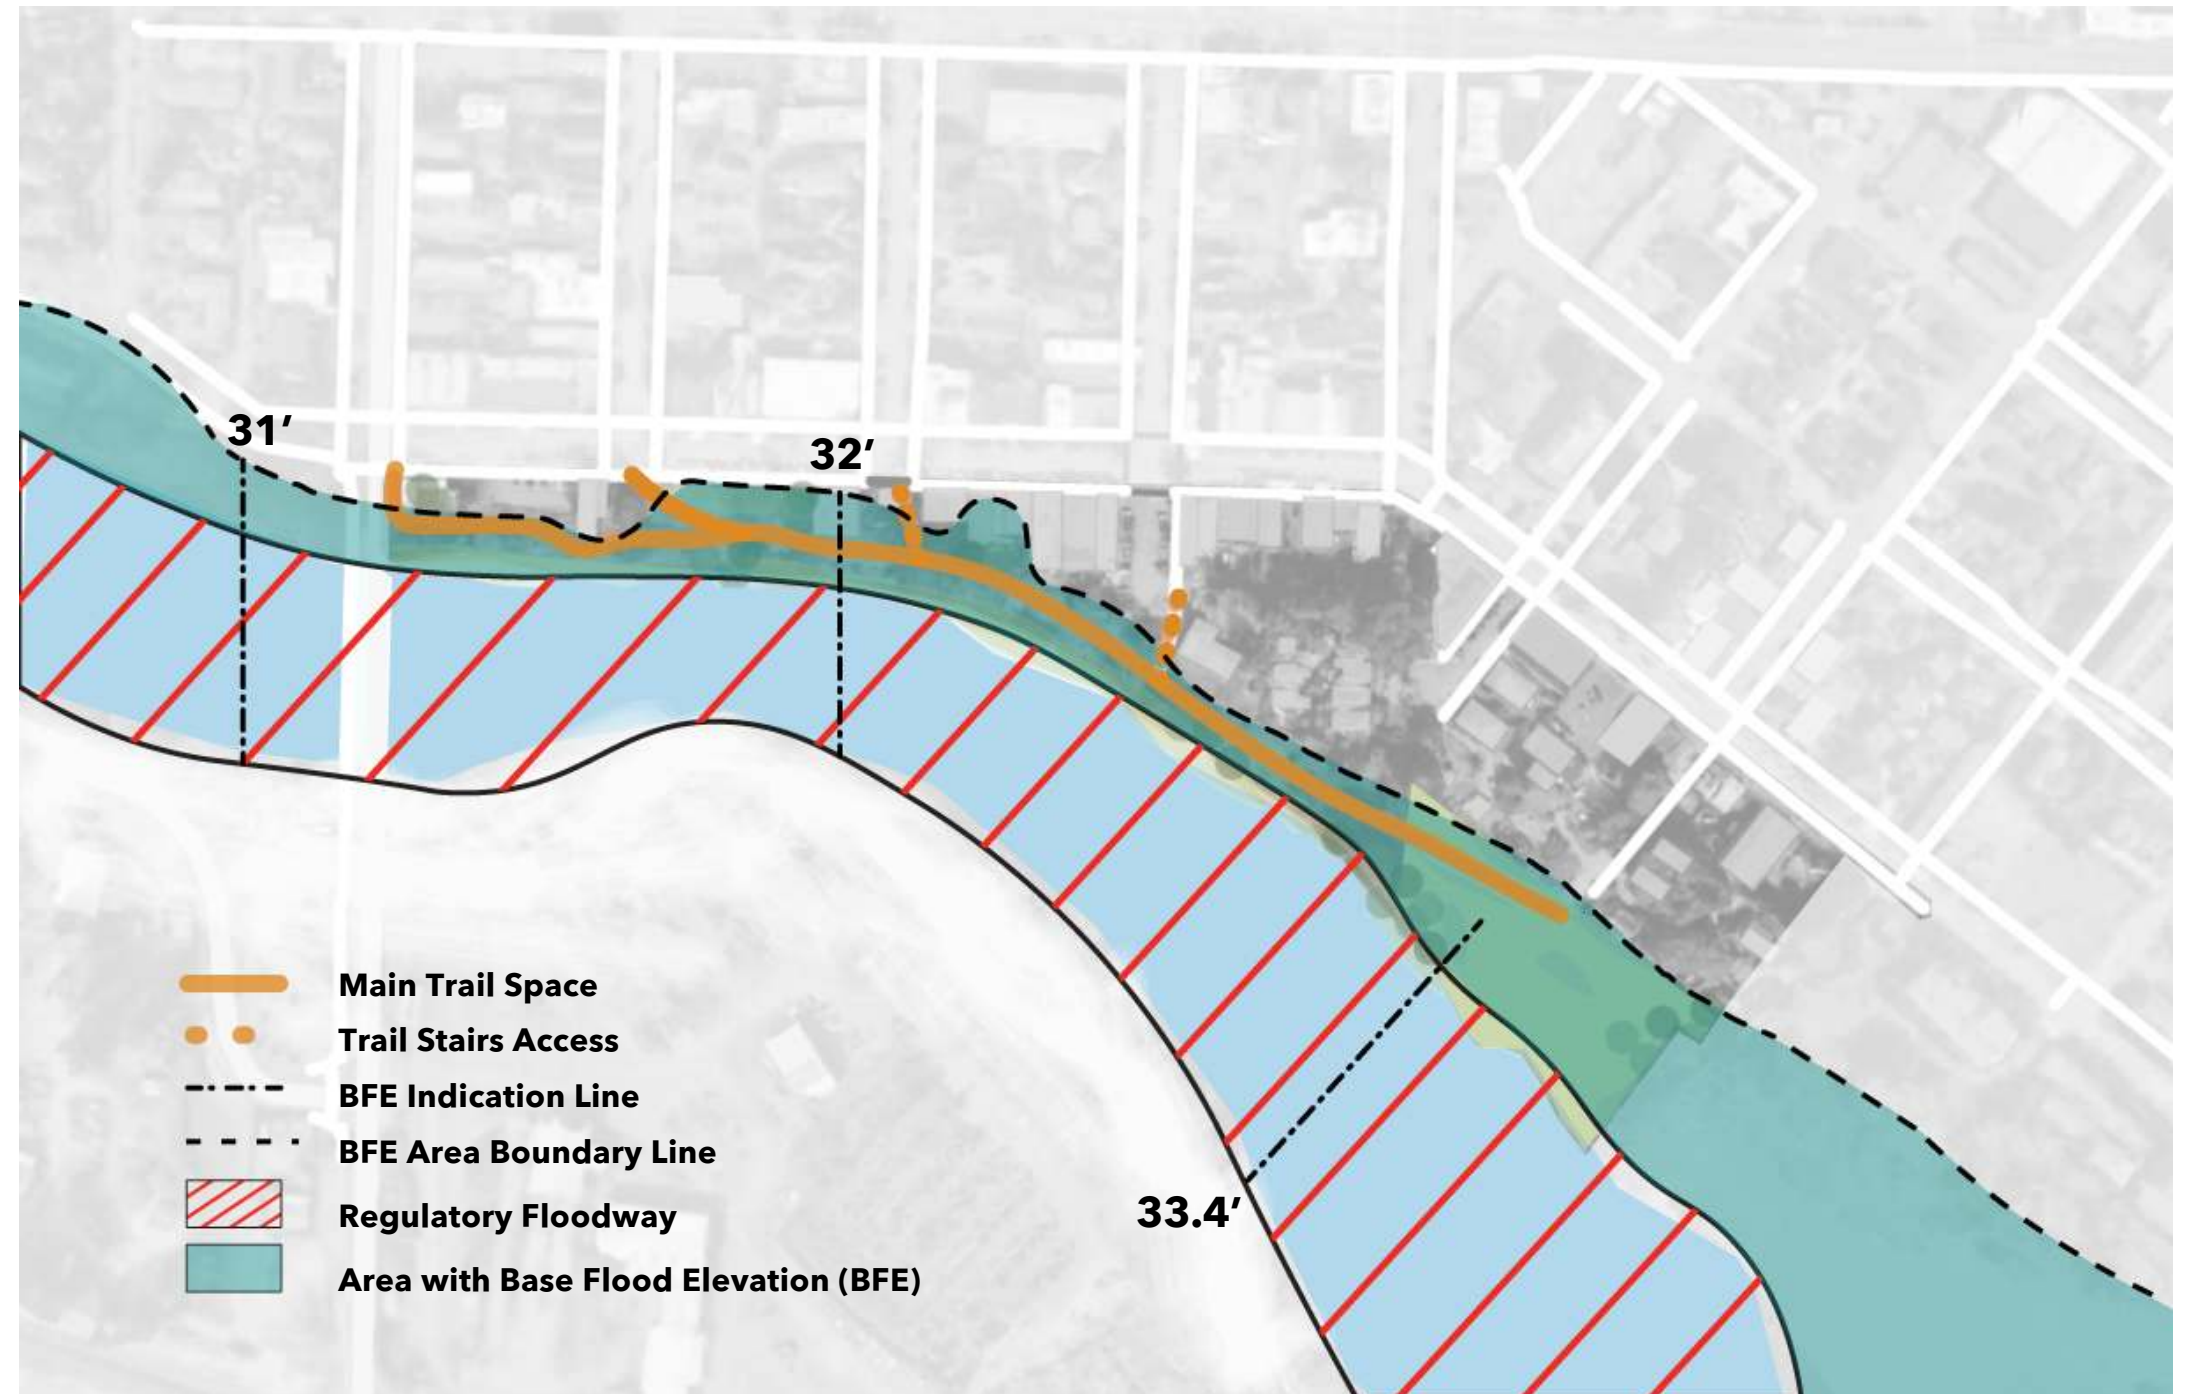 31′
32′
33.4′
Main Trail Space
Trail Stairs Access
BFE Indication Line
BFE Area Boundary Line
Regulatory Floodway
Area with Base Flood Elevation (BFE)